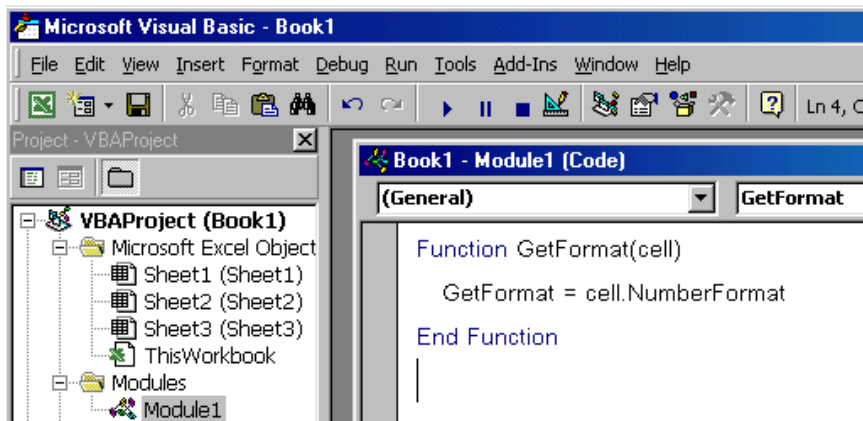 Microsoft Visual Basic - Book1
File Edit View Insert Format Debug Run Tools Add-Ins Window Help
Ln 4,
Project - VBAProject
Book1 - Module1 (Code)
(General) GetFormat
VBAProject (Book1)
Microsoft Excel Object
Sheet1 (Sheet1)
Sheet2 (Sheet2)
Sheet3 (Sheet3)
ThisWorkbook
Modules
Module1
Function GetFormat(cell)
GetFormat = cell.NumberFormat
End Function